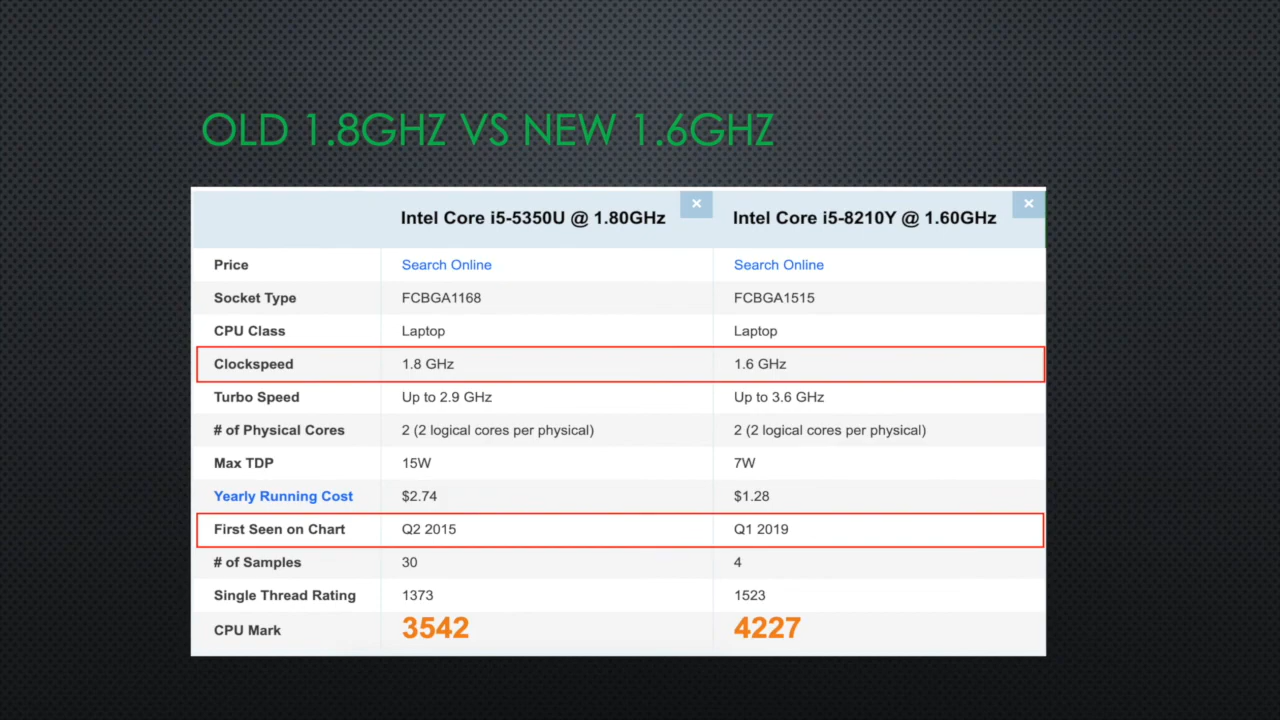 OLD 1.8GHZ VS NEW 1.6GHZ
Intel Core i5-5350U @ 1.80GHz × Intel Core i5-8210Y @ 1.60GHz ×
Price Search Online Search Online
Socket Type FCBGA1168 FCBGA1515
CPU Class Laptop Laptop
Clockspeed 1.8 GHz 1.6 GHz
Turbo Speed Up to 2.9 GHz Up to 3.6 GHz
# of Physical Cores 2 (2 logical cores per physical) 2 (2 logical cores per physical)
Max TDP 15W 7W
Yearly Running Cost $2.74 $1.28
First Seen on Chart Q2 2015 Q1 2019
# of Samples 30 4
Single Thread Rating 1373 1523
CPU Mark 3542 4227